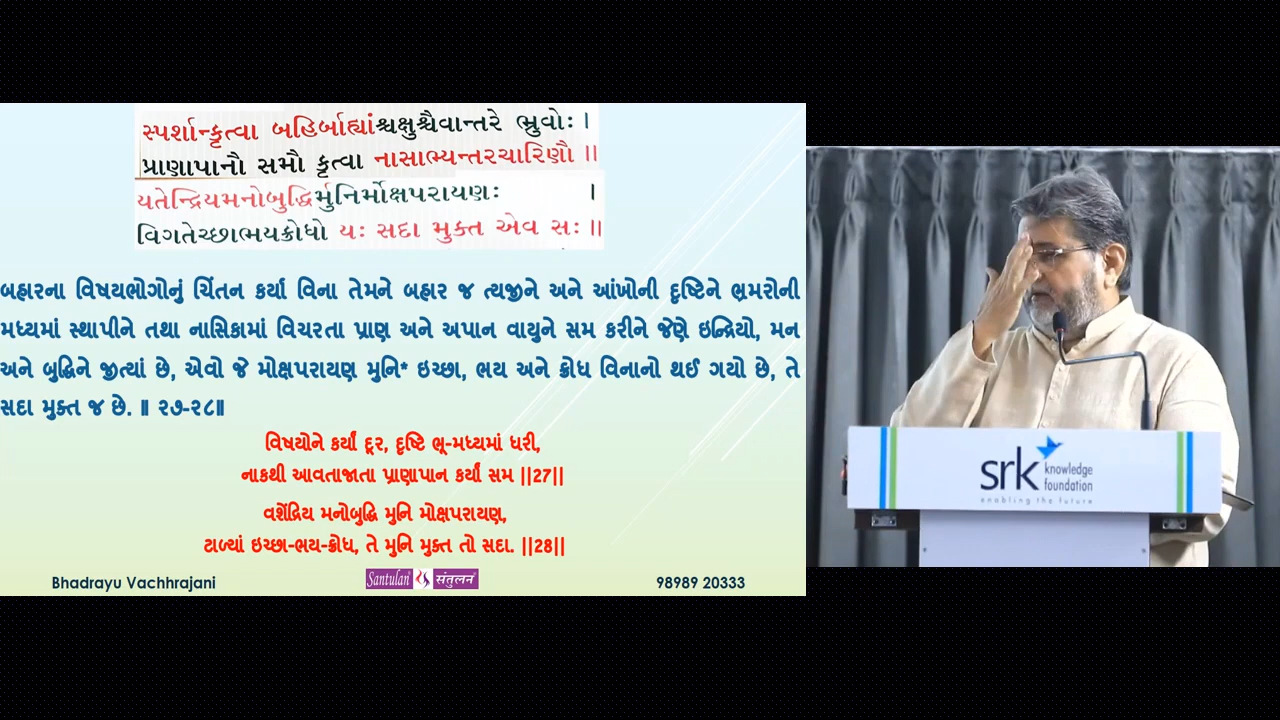 સ્પર્શાન્કૃત્વા બહિર્બાહ્યાંશ્ચક્ષુશ્ચૈવાન્તરે ભ્રુવોઃ ।
પ્રાણાપાનૌ સમૌ કૃત્વા નાસાભ્યન્તરચારિણૌ ॥
યતેન્દ્રિયમનોબુદ્ધિર્મુનિર્મોક્ષપરાયણઃ ।
વિગતેચ્છાભયક્રોધો યઃ સદા મુક્ત એવ સઃ ॥
બહારના વિષયભોગોનું ચિંતન કર્યા વિના તેમને બહાર જ ત્યજીને અને આંખોની દૃષ્ટિને ભ્રમરોની
મધ્યમાં સ્થાપીને તથા નાસિકામાં વિચરતા પ્રાણ અને અપાન વાયુને સમ કરીને જેણે ઇન્દ્રિયો, મન
અને બુદ્ધિને જીત્યાં છે, એવો જે મોક્ષપરાયણ મુનિ* ઇચ્છા, ભય અને ક્રોધ વિનાનો થઈ ગયો છે, તે
સદા મુક્ત જ છે. ॥ ૨૭-૨૮॥
વિષયોને કર્યાં દૂર, દૃષ્ટિ ભૂ-મધ્યમાં ધરી,
નાકથી આવતાજાતા પ્રાણાપાન કર્યાં સમ ||27||
વશેંદ્રિય મનોબુદ્ધિ મુનિ મોક્ષપરાયણ,
ટાળ્યાં ઇચ્છા-ભય-ક્રોધ, તે મુનિ મુક્ત તો સદા. ||28||
Bhadrayu Vachhrajani
Santulan संतुलन
98989 20333
srk knowledge
foundation
enabling the future